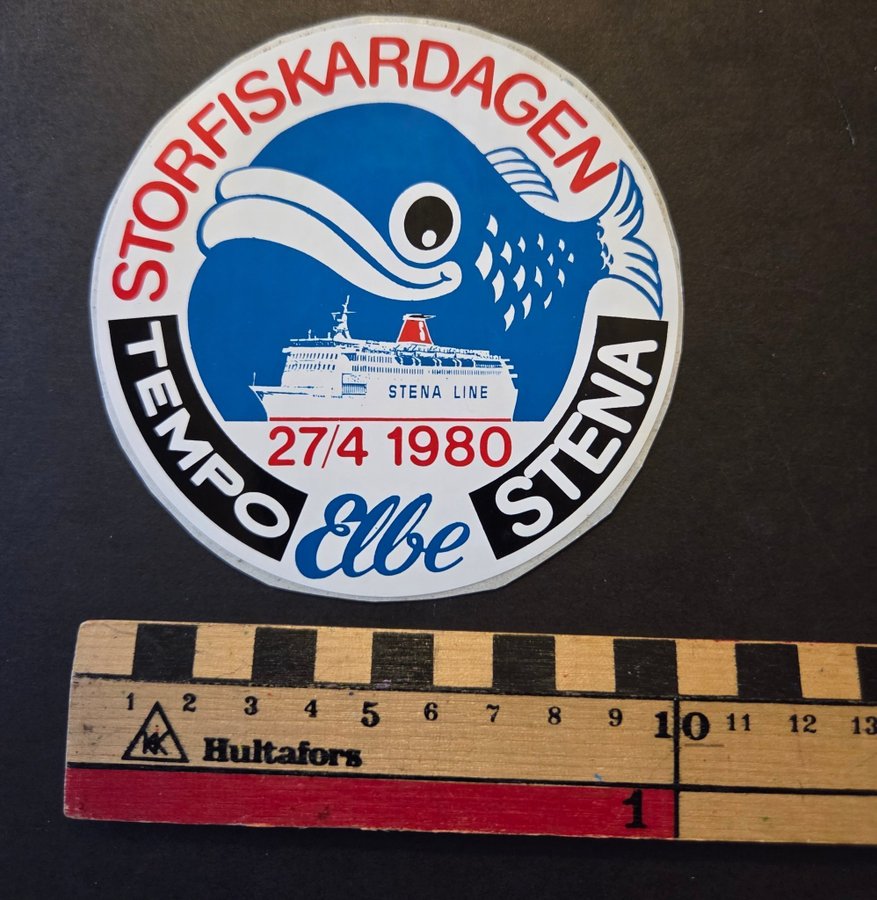 STORFISKARDAGEN
STENA LINE
27/4 1980
TEMPO Elbe STENA
1 2 3 4 5 6 7 8 9 10 11 12 13
Hultafors
1